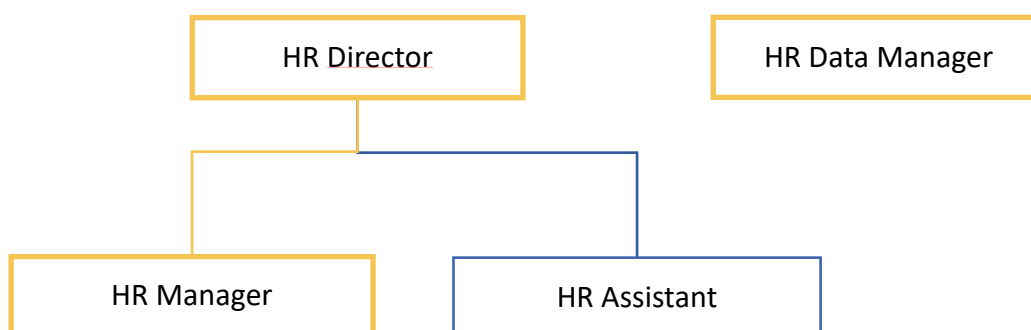 HR Director
HR Data Manager
HR Manager
HR Assistant